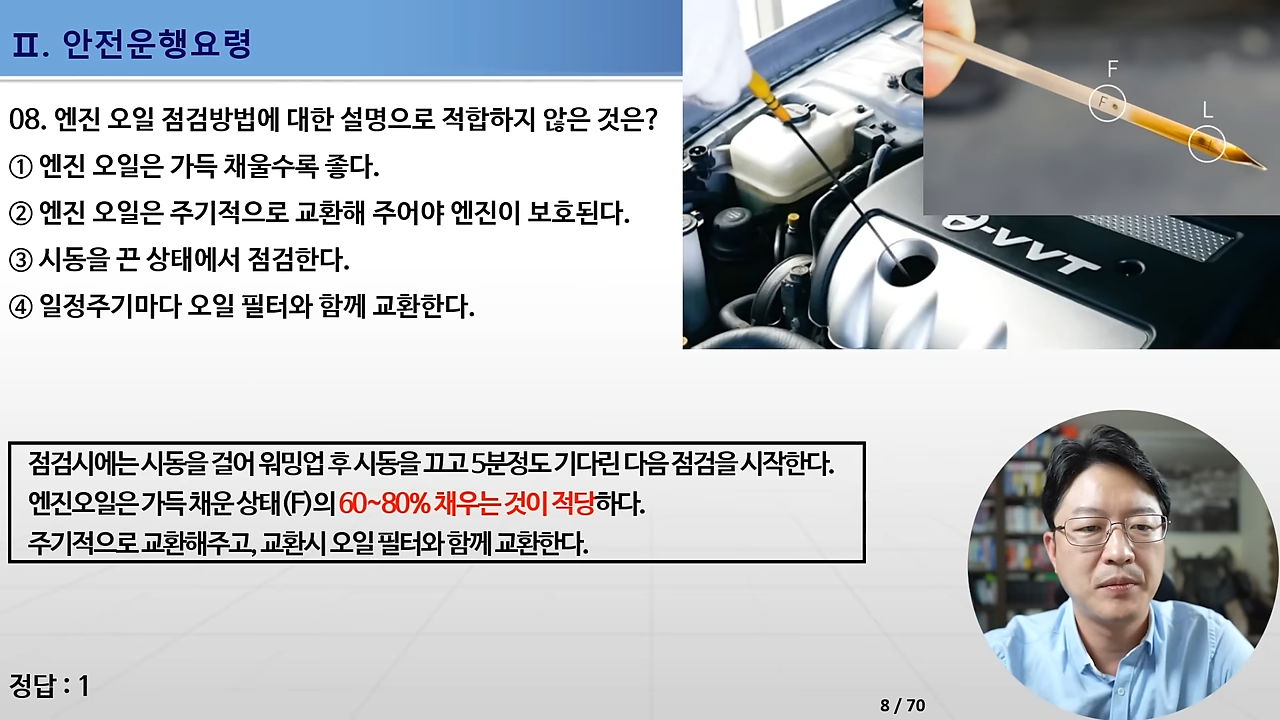 Ⅱ. 안전운행요령
08. 엔진 오일 점검방법에 대한 설명으로 적합하지 않은 것은?
① 엔진 오일은 가득 채울수록 좋다.
② 엔진 오일은 주기적으로 교환해 주어야 엔진이 보호된다.
③ 시동을 끈 상태에서 점검한다.
④ 일정주기마다 오일 필터와 함께 교환한다.
F
F
L
-VVT
점검시에는 시동을 걸어 워밍업 후 시동을 끄고 5분정도 기다린 다음 점검을 시작한다.
엔진오일은 가득 채운 상태(F)의 60~80% 채우는 것이 적당하다.
주기적으로 교환해주고, 교환시 오일 필터와 함께 교환한다.
정답 : 1
8 / 70